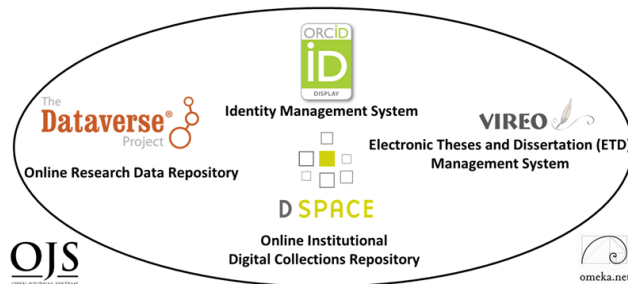 ORCID
iD
DISPLAY
Identity Management System
The
Dataverse®
Project
Online Research Data Repository
VIREO
Electronic Theses and Dissertation (ETD)
Management System
DSPACE
Online Institutional
Digital Collections Repository
OJS
OPEN JOURNAL SYSTEMS
omeka.net